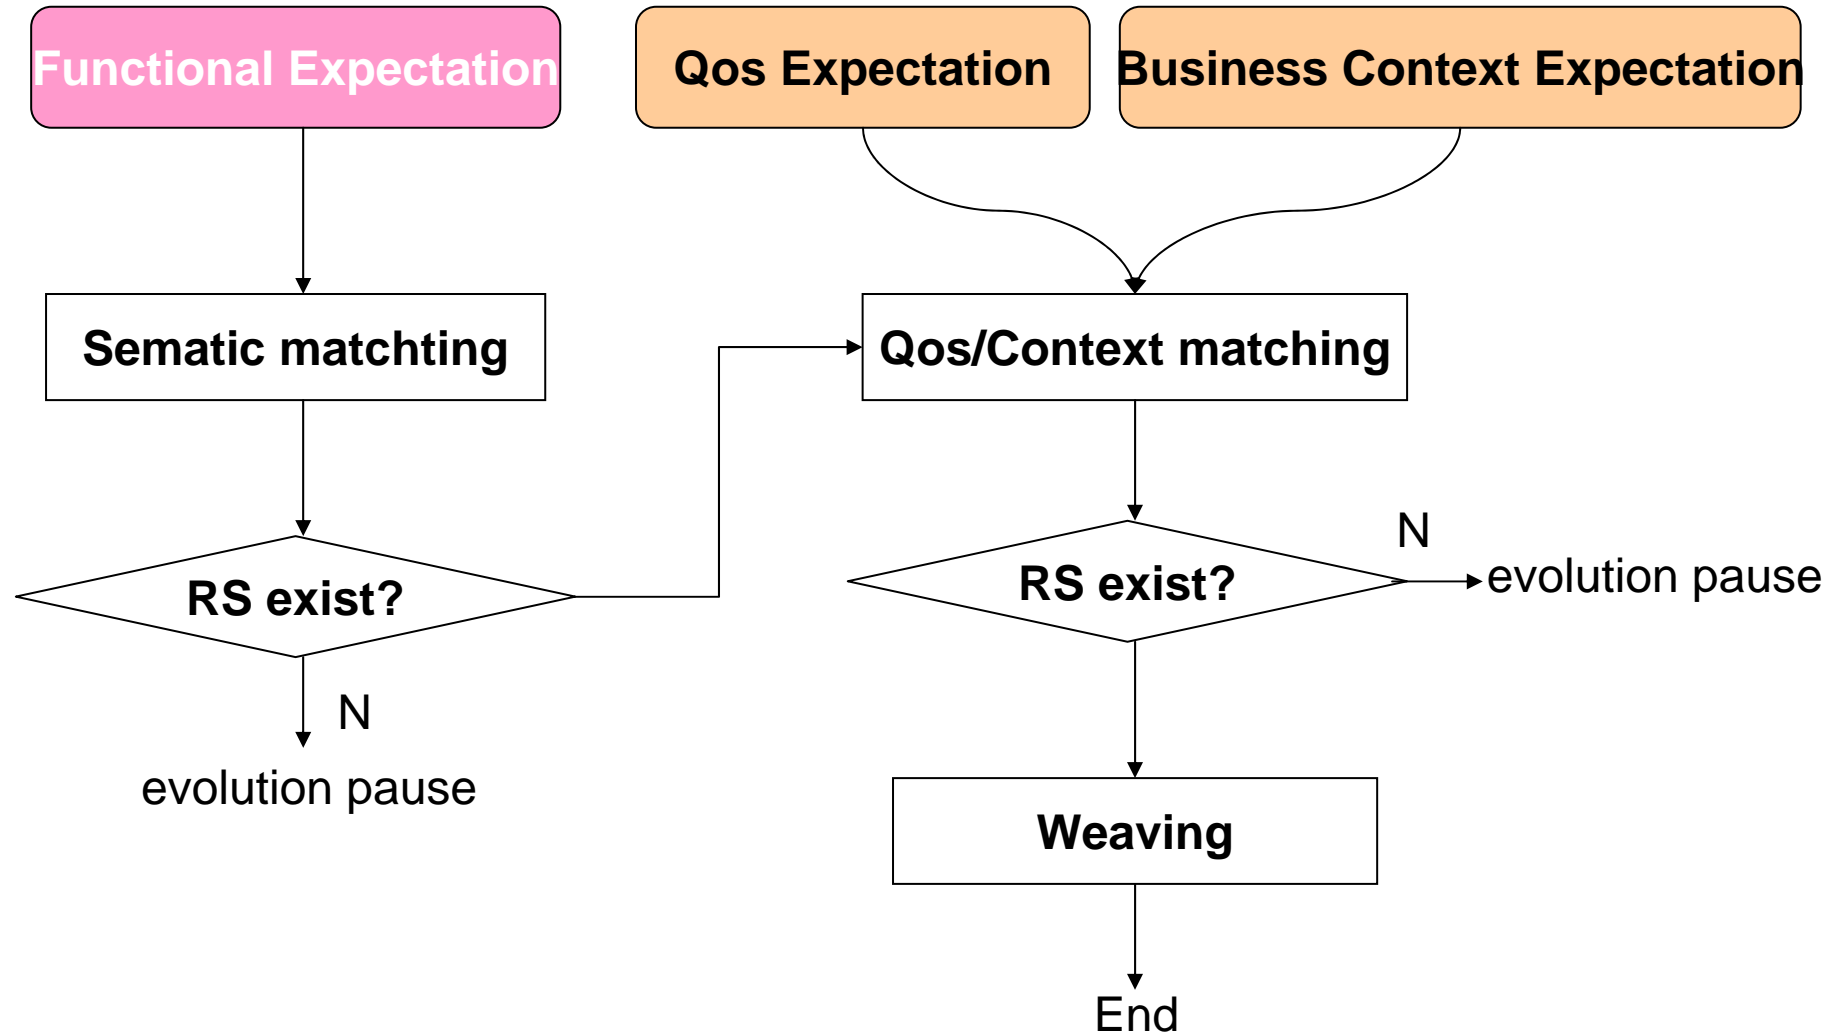 Functional Expectation
Qos Expectation
Business Context Expectation
Sematic matchting
Qos/Context matching
RS exist?
N
evolution pause
RS exist?
N
evolution pause
Weaving
End